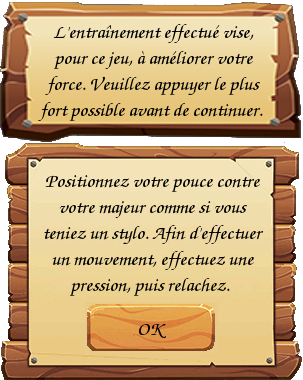 L'entraînement effectué vise,
pour ce jeu, à améliorer votre
force. Veuillez appuyer le plus
fort possible avant de continuer.
Positionnez votre pouce contre
votre majeur comme si vous
teniez un stylo. Afin d'effectuer
un mouvement, effectuez une
pression, puis relachez.
OK